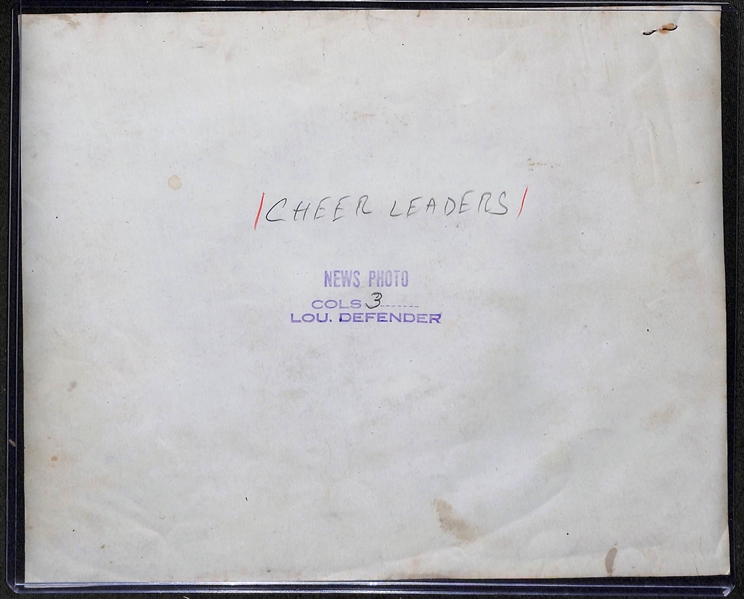 CHEER LEADERS
NEWS PHOTO
COLS 3
LOU. DEFENDER